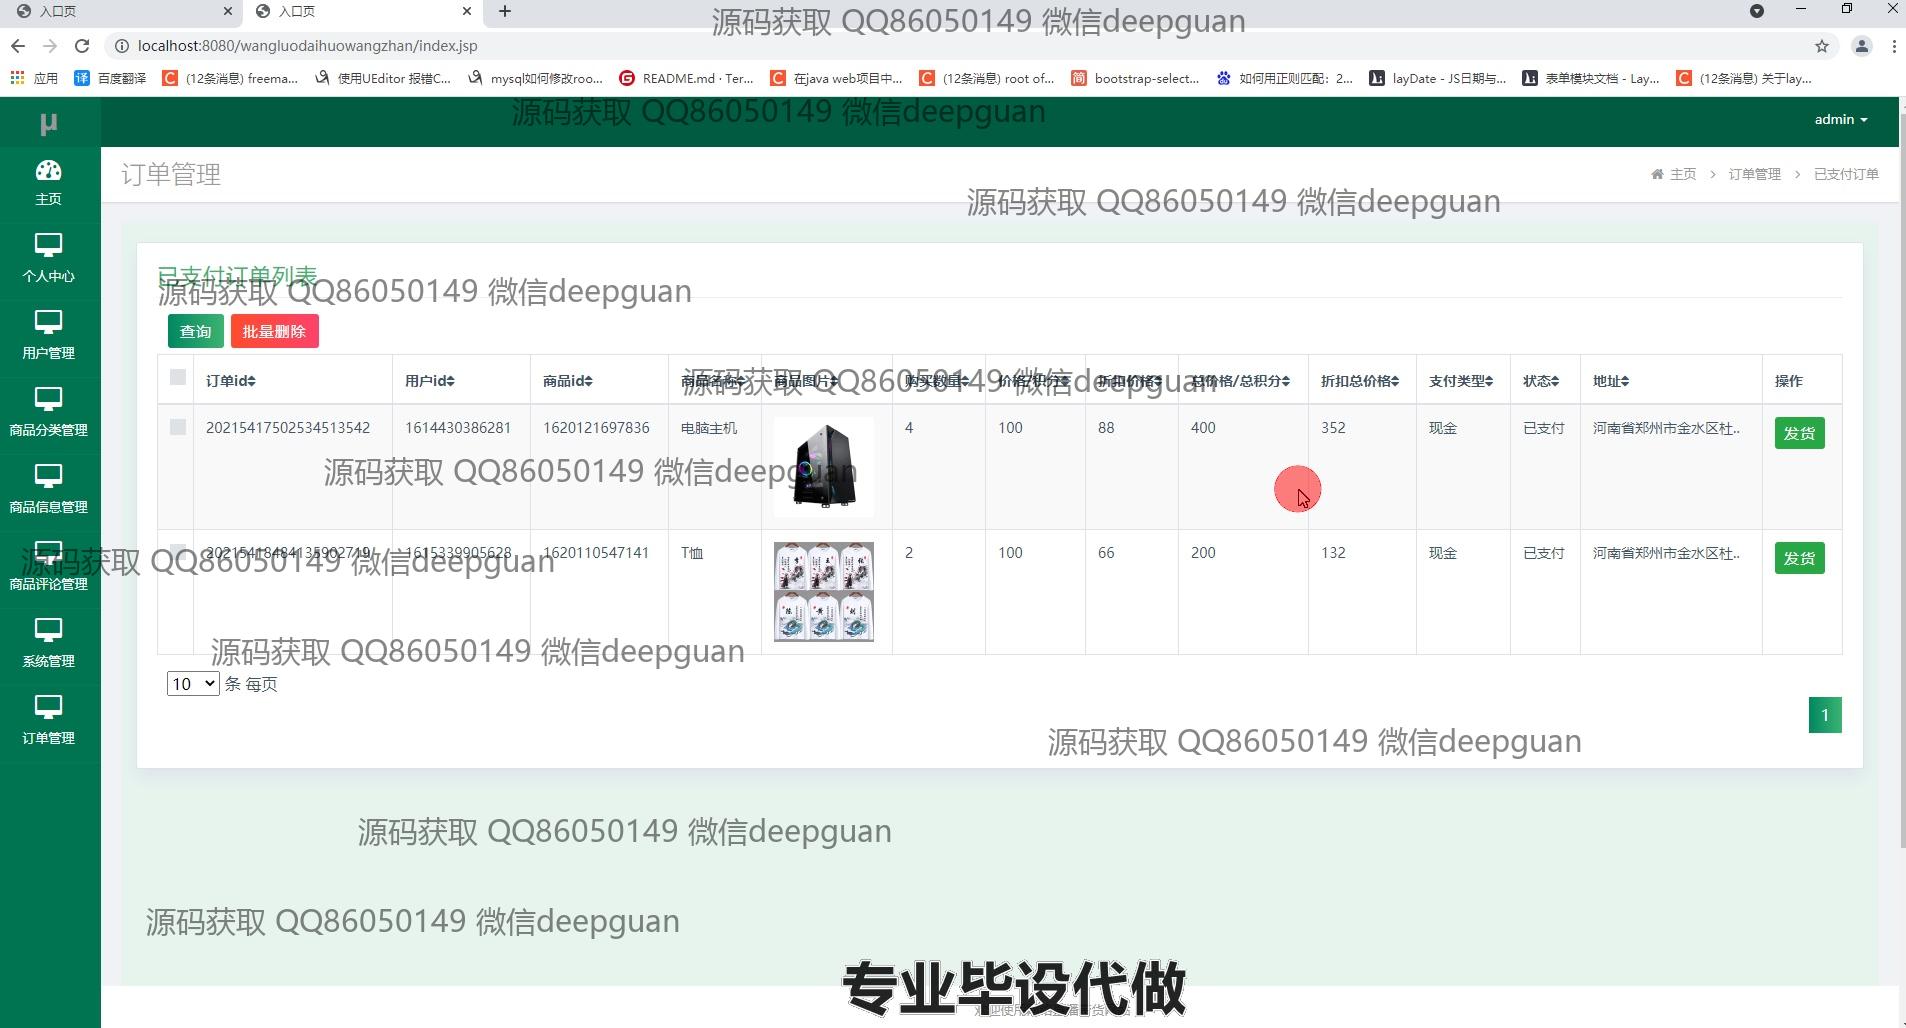 入口页
入口页
源码获取 QQ86050149 微信deepguan
localhost:8080/wangluodaihuowangzhan/index.jsp
应用
百度翻译
(12条消息) freema...
使用UEditor 报错C...
mysql如何修改roo...
README.md · Ter...
在java web项目中...
(12条消息) root of...
bootstrap-select...
如何用正则匹配：2...
layDate - JS日期与...
表单模块文档 - Lay...
(12条消息) 关于lay...
源码获取 QQ86050149 微信deepguan
μ
admin
主页
个人中心
用户管理
商品分类管理
商品信息管理
商品评论管理
系统管理
订单管理
订单管理
主页 > 订单管理 > 已支付订单
源码获取 QQ86050149 微信deepguan
已支付订单列表
源码获取 QQ86050149 微信deepguan
查询 批量删除
订单id 用户id 商品id 商品名称 商品图片 购买数量 价格/积分 折扣价格 总价格/总积分 折扣总价格 支付类型 状态 地址 操作
源码获取 QQ86050149 微信deepguan
20215417502534513542 1614430386281 1620121697836 电脑主机 4 100 88 400 352 现金 已支付 河南省郑州市金水区杜.. 发货
源码获取 QQ86050149 微信deepguan
20215418484135902719 1615339905628 1620110547141 T恤 2 100 66 200 132 现金 已支付 河南省郑州市金水区杜.. 发货
源码获取 QQ86050149 微信deepguan
源码获取 QQ86050149 微信deepguan
10 条 每页
1
源码获取 QQ86050149 微信deepguan
源码获取 QQ86050149 微信deepguan
源码获取 QQ86050149 微信deepguan
专业毕设代做